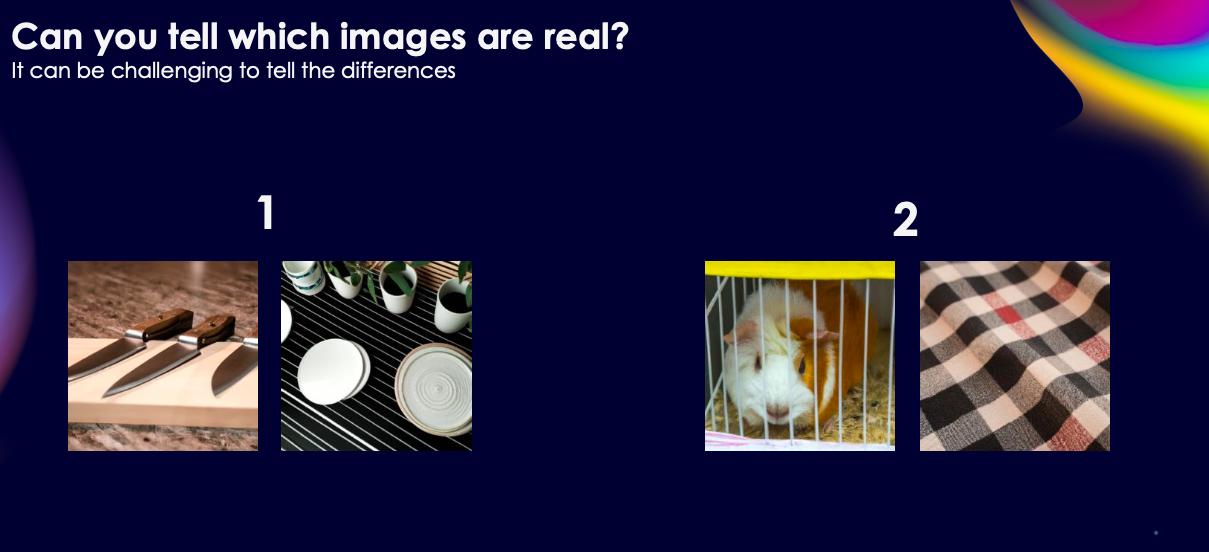 Can you tell which images are real?
It can be challenging to tell the differences
1
2